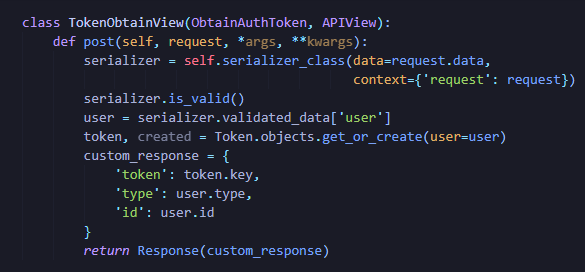 class TokenObtainView(ObtainAuthToken, APIView):
    def post(self, request, *args, **kwargs):
        serializer = self.serializer_class(data=request.data,
                                           context={'request': request})
        serializer.is_valid()
        user = serializer.validated_data['user']
        token, created = Token.objects.get_or_create(user=user)
        custom_response = {
            'token': token.key,
            'type': user.type,
            'id': user.id
        }
        return Response(custom_response)